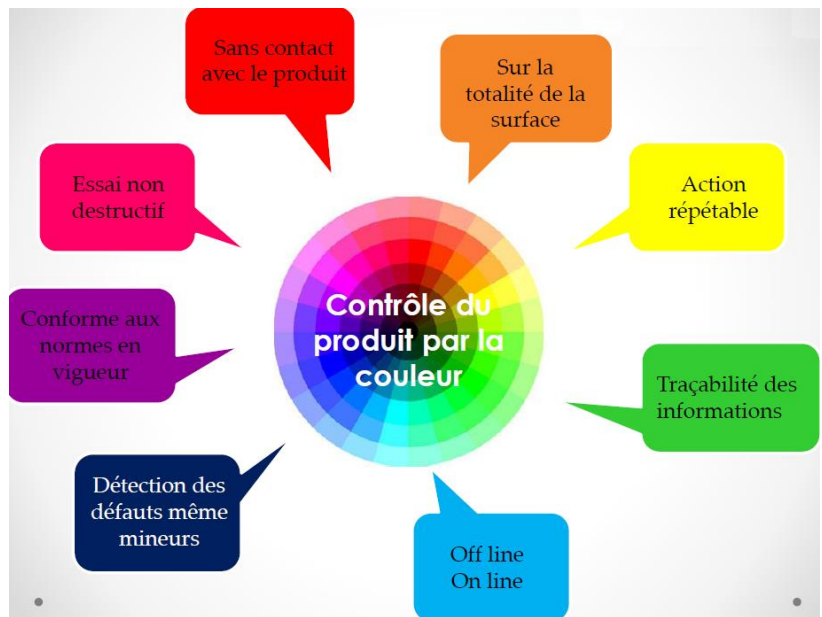 Sans contact
avec le produit
Sur la
totalité de la
surface
Essai non
destructif
Action
répétable
Contrôle du
produit par la
couleur
Conforme aux
normes en
vigueur
Traçabilité des
informations
Détection des
défauts même
mineurs
Off line
On line